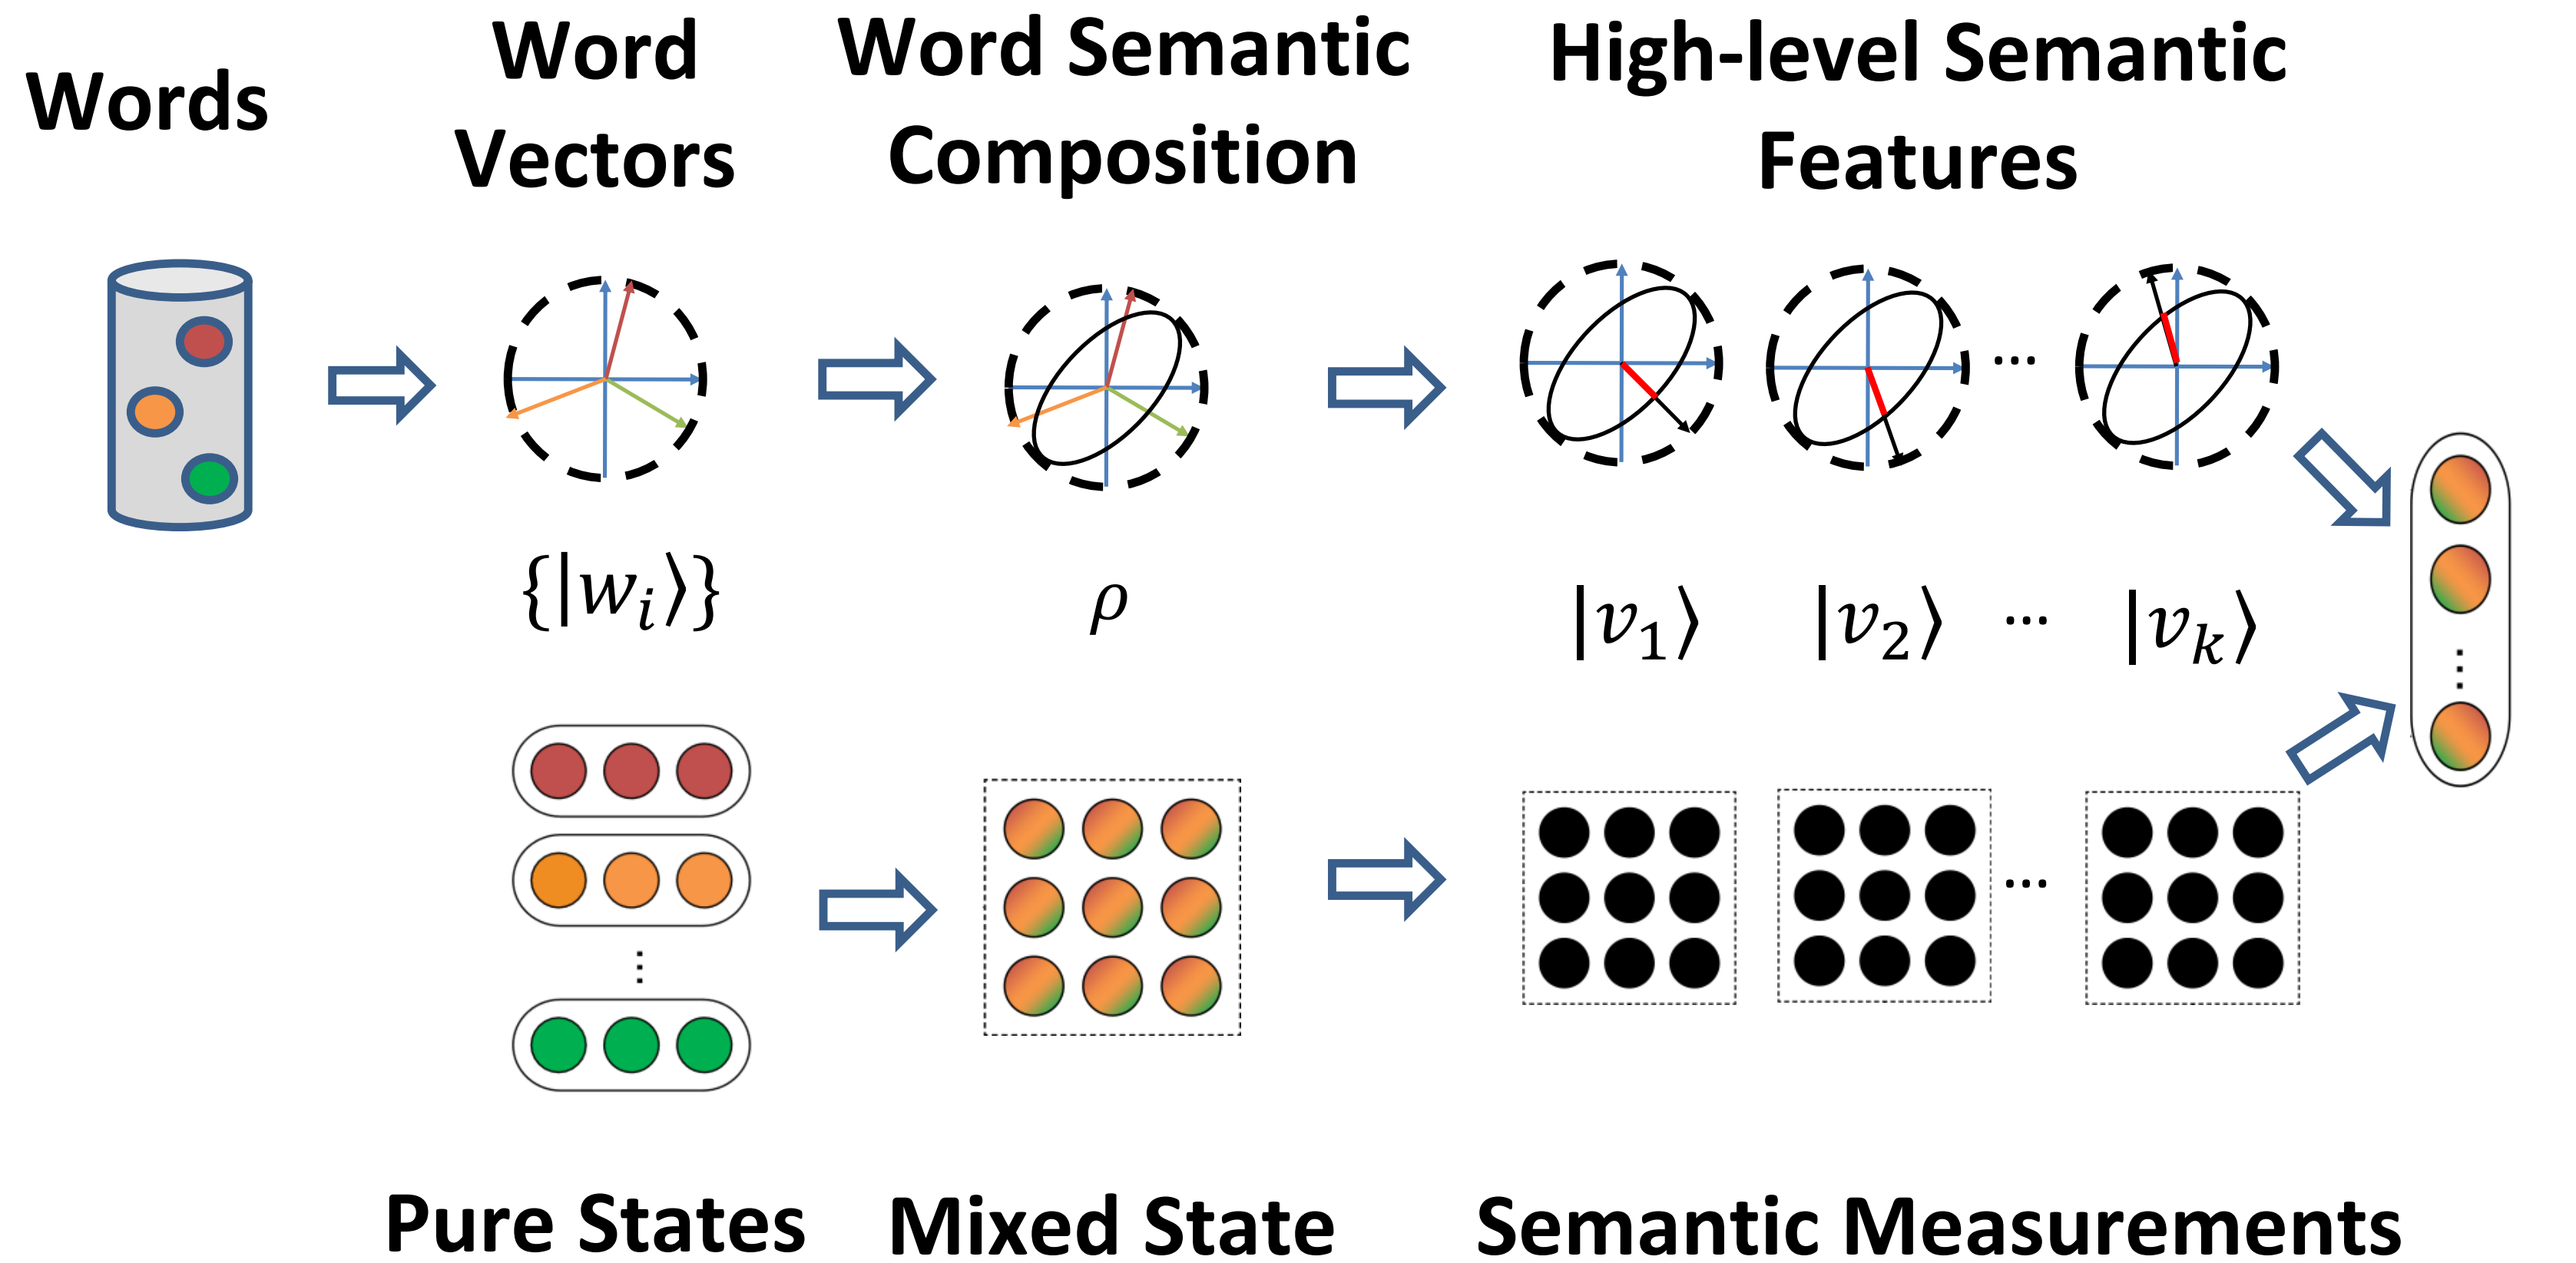 Words
Word
Vectors
Word Semantic
Composition
High-level Semantic
Features
...
{|wᵢ⟩}
ρ
|v₁⟩ |v₂⟩ ... |vₖ⟩
...
...
...
Pure States
Mixed State
Semantic Measurements